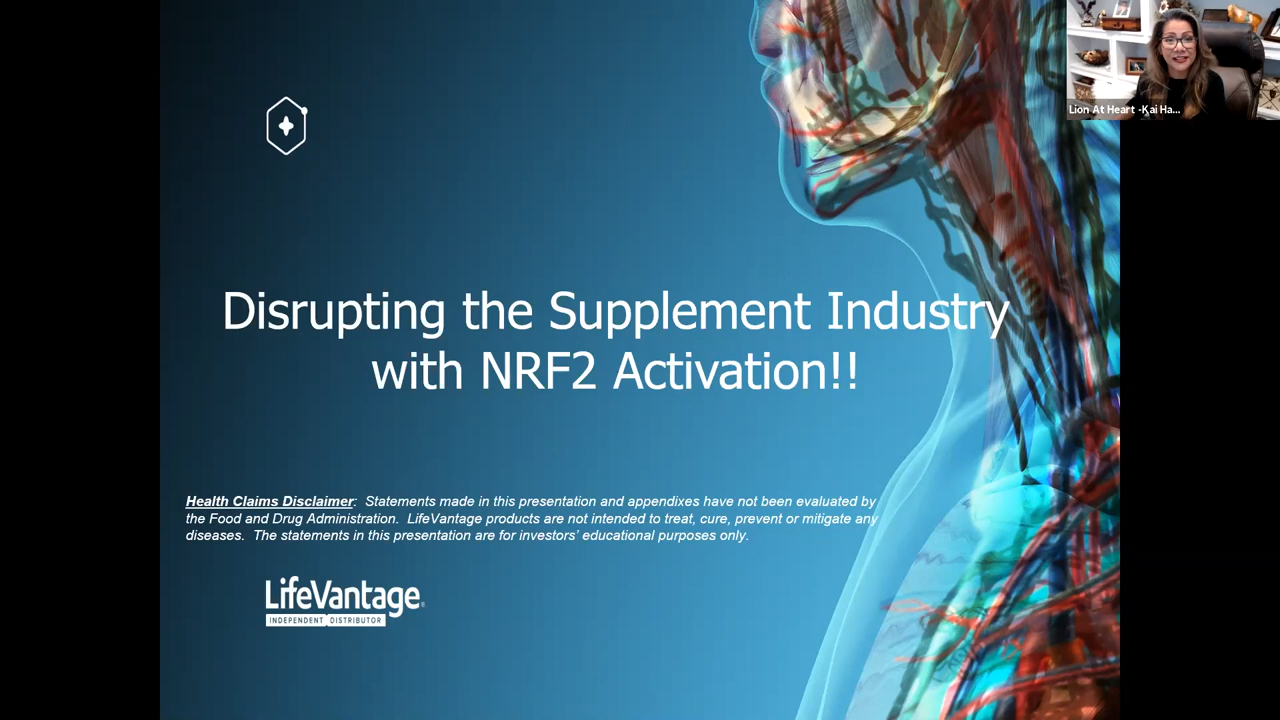 Lion At Heart -Kai Ha...
Disrupting the Supplement Industry
with NRF2 Activation!!
Health Claims Disclaimer:  Statements made in this presentation and appendixes have not been evaluated by
the Food and Drug Administration.  LifeVantage products are not intended to treat, cure, prevent or mitigate any
diseases.  The statements in this presentation are for investors’ educational purposes only.
LifeVantage®
INDEPENDENT DISTRIBUTOR